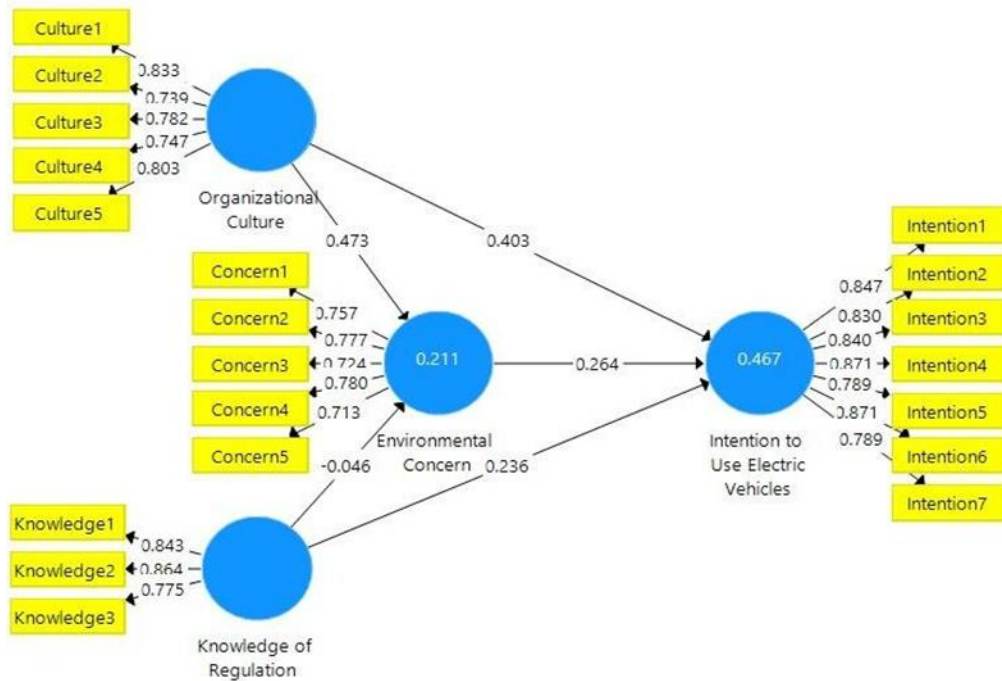 Culture1
Culture2
Culture3
Culture4
Culture5
0.833
0.739
0.782
0.747
0.803
Organizational
Culture
0.473
0.403
Concern1
Concern2
Concern3
Concern4
Concern5
0.757
0.777
0.724
0.780
0.713
0.211
Environmental
Concern
0.264
-0.046
0.236
0.467
Intention to
Use Electric
Vehicles
0.847
0.830
0.840
0.871
0.789
0.871
0.789
Intention1
Intention2
Intention3
Intention4
Intention5
Intention6
Intention7
Knowledge1
Knowledge2
Knowledge3
0.843
0.864
0.775
Knowledge of
Regulation